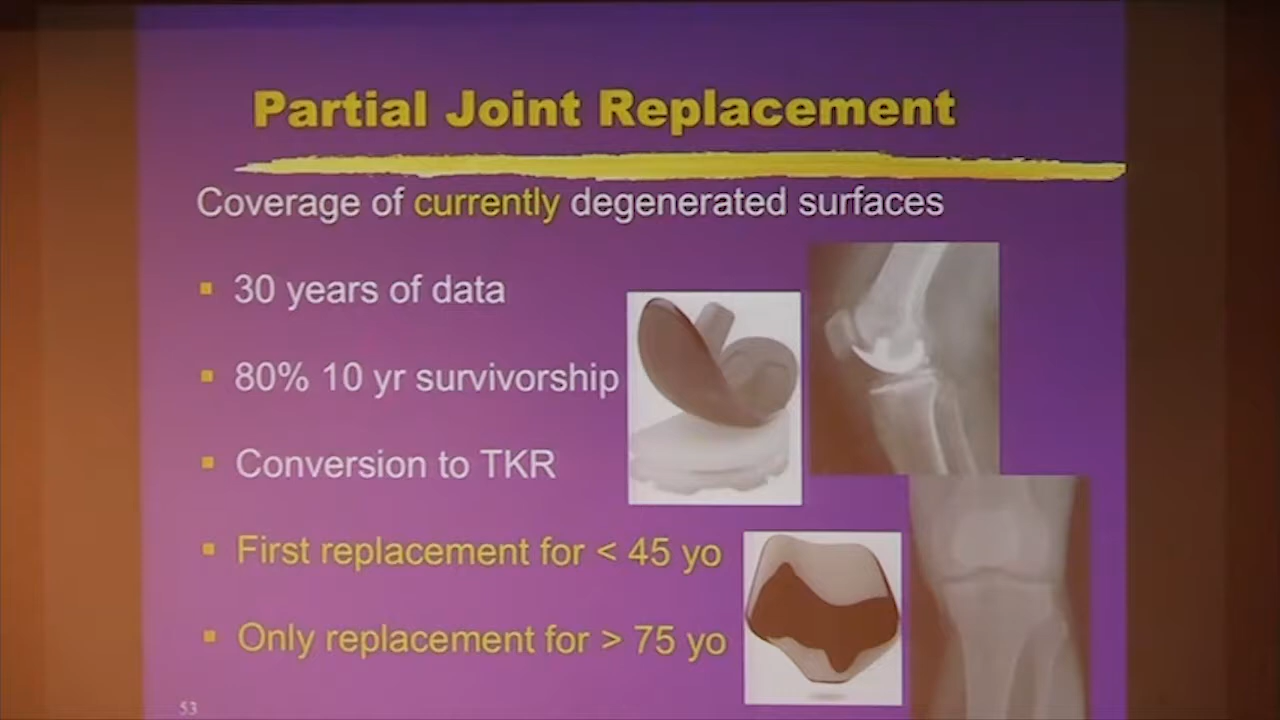 Partial Joint Replacement
Coverage of currently degenerated surfaces
▪ 30 years of data
▪ 80% 10 yr survivorship
▪ Conversion to TKR
▪ First replacement for < 45 yo
▪ Only replacement for > 75 yo
53